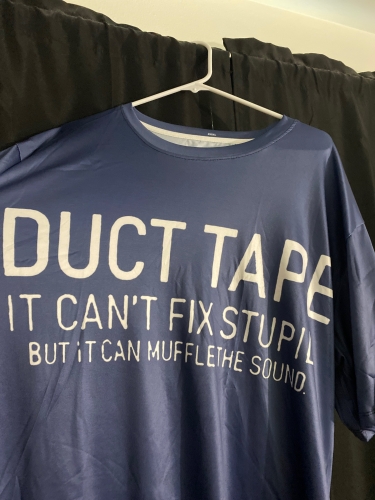 DUCT TAPE
IT CAN'T FIX STUPID
BUT IT CAN MUFFLE THE SOUND.